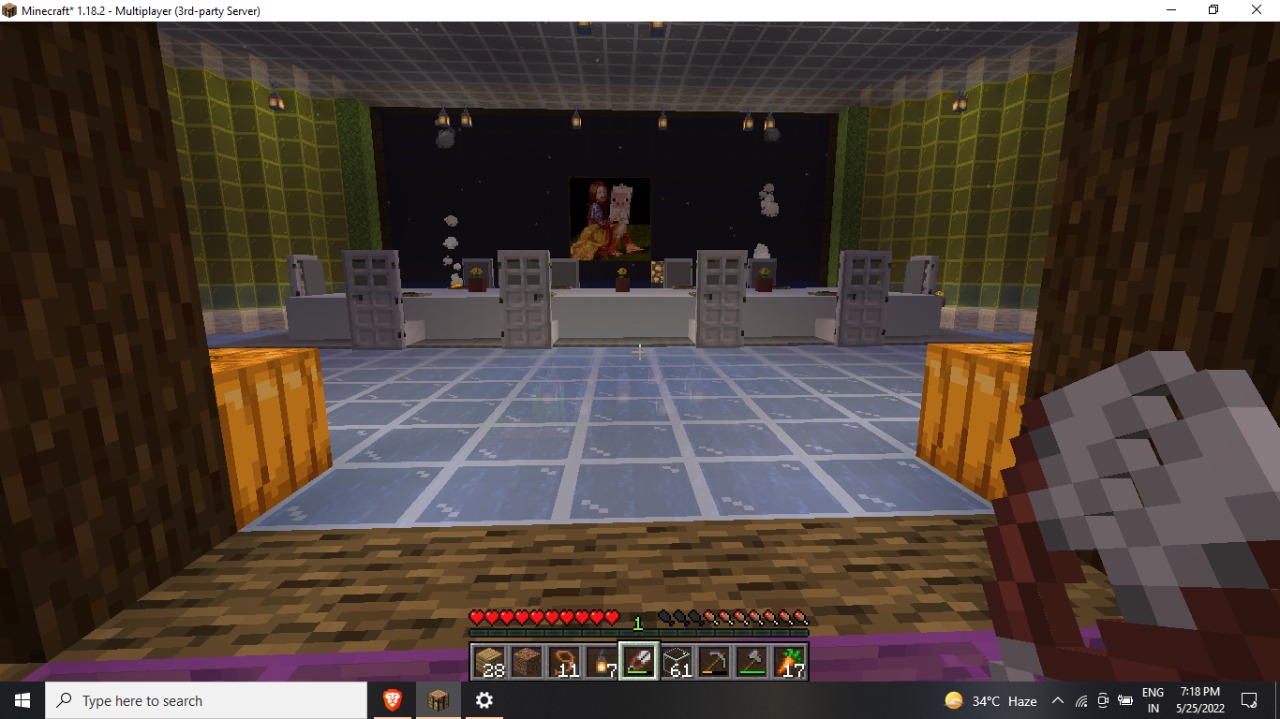 Minecraft* 1.18.2 - Multiplayer (3rd-party Server)
1
28
11
7
61
17
Type here to search
34°C Haze
ENG
IN
7:18 PM
5/25/2022